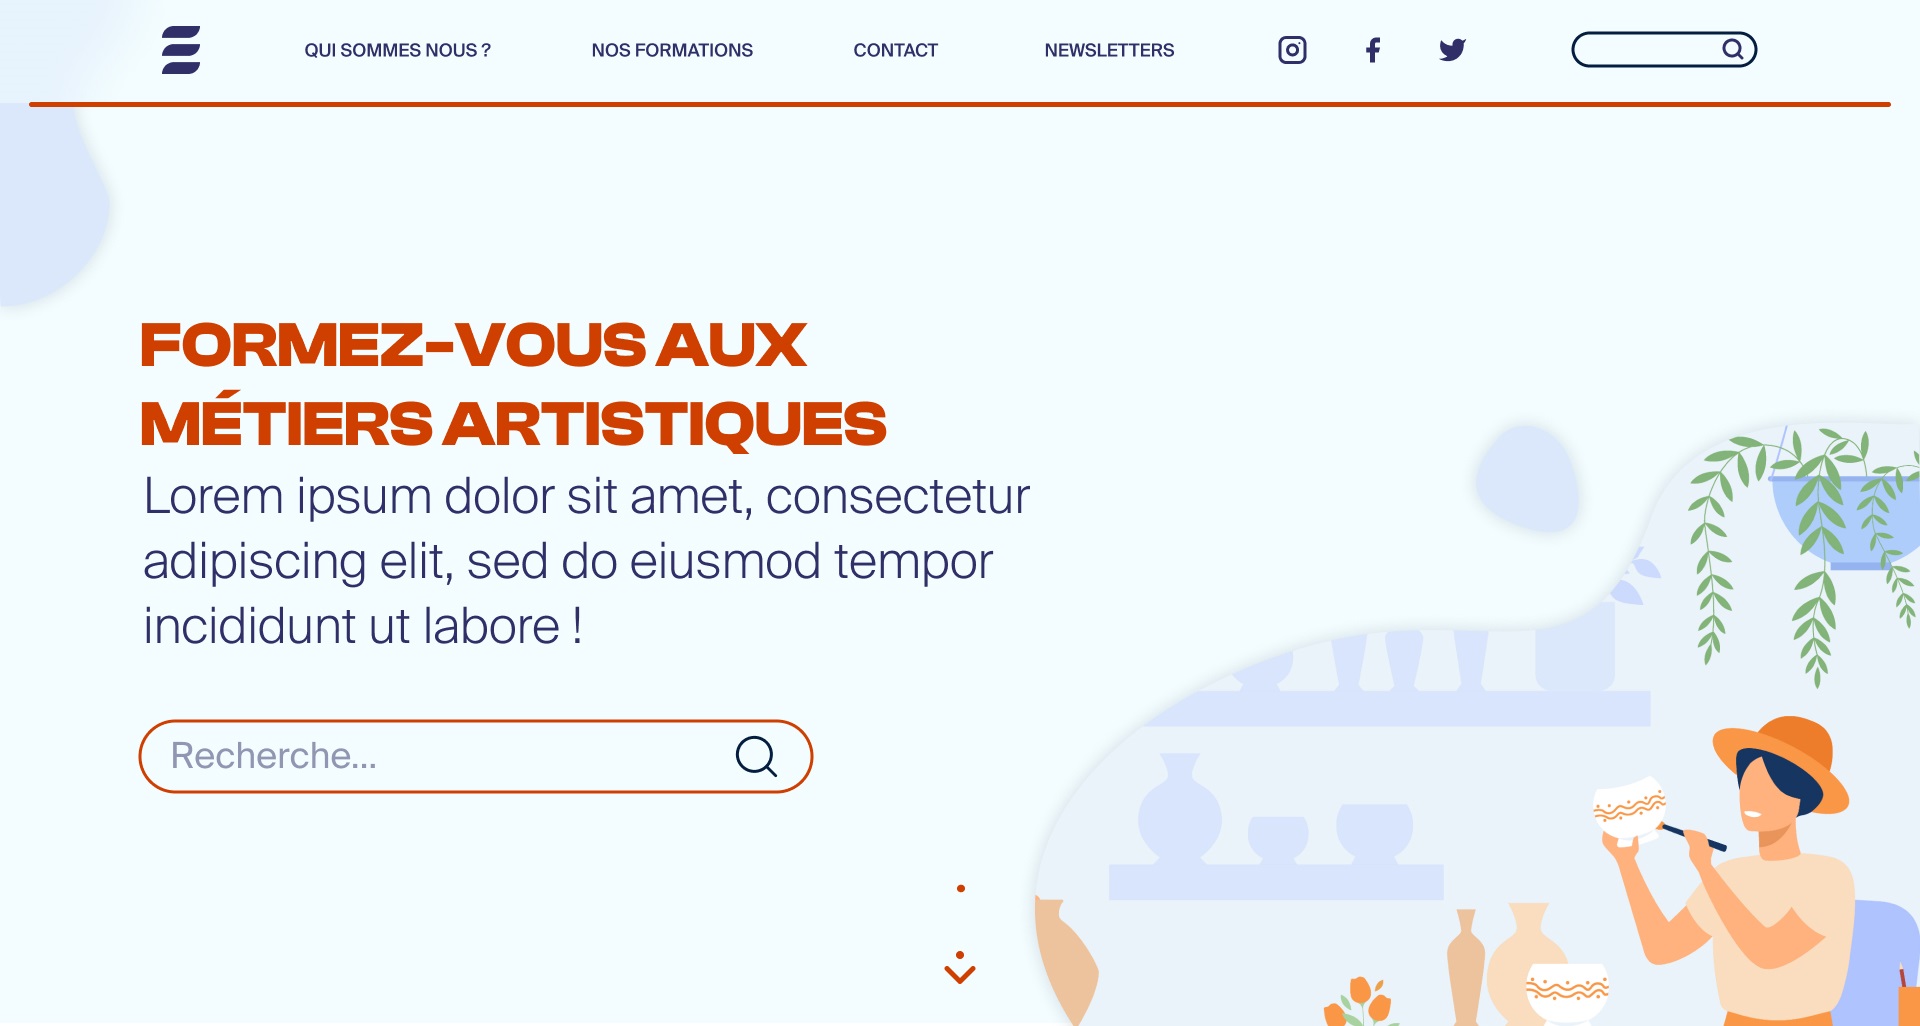 QUI SOMMES NOUS ?
NOS FORMATIONS
CONTACT
NEWSLETTERS
FORMEZ-VOUS AUX
MÉTIERS ARTISTIQUES
Lorem ipsum dolor sit amet, consectetur
adipiscing elit, sed do eiusmod tempor
incididunt ut labore !
Recherche...